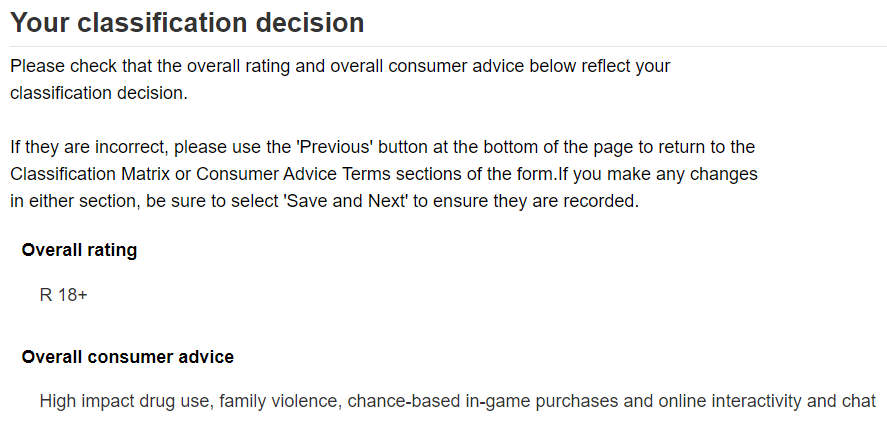 Your classification decision
Please check that the overall rating and overall consumer advice below reflect your
classification decision.
If they are incorrect, please use the 'Previous' button at the bottom of the page to return to the
Classification Matrix or Consumer Advice Terms sections of the form.If you make any changes
in either section, be sure to select 'Save and Next' to ensure they are recorded.
Overall rating
R 18+
Overall consumer advice
High impact drug use, family violence, chance-based in-game purchases and online interactivity and chat